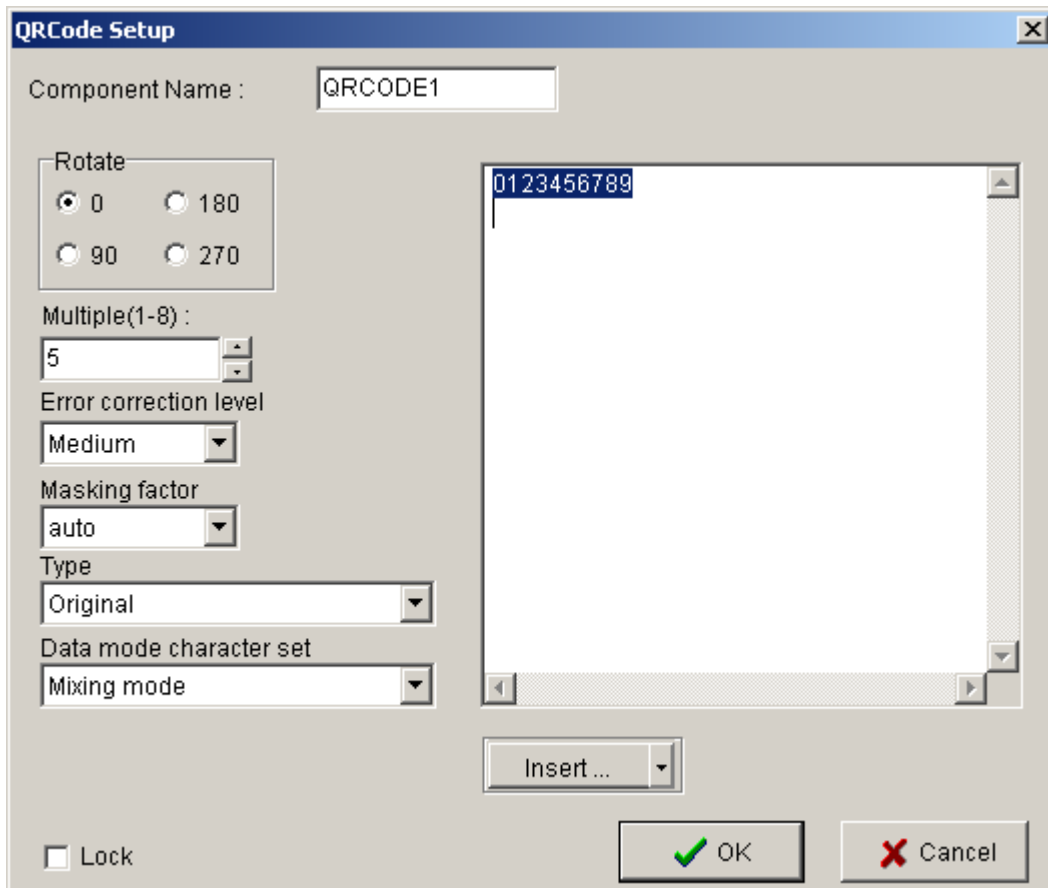 QRCode Setup
Component Name :
QRCODE1
Rotate
0 180
90 270
0123456789
Multiple(1-8) :
5
Error correction level
Medium
Masking factor
auto
Type
Original
Data mode character set
Mixing mode
Insert ...
Lock
OK
Cancel